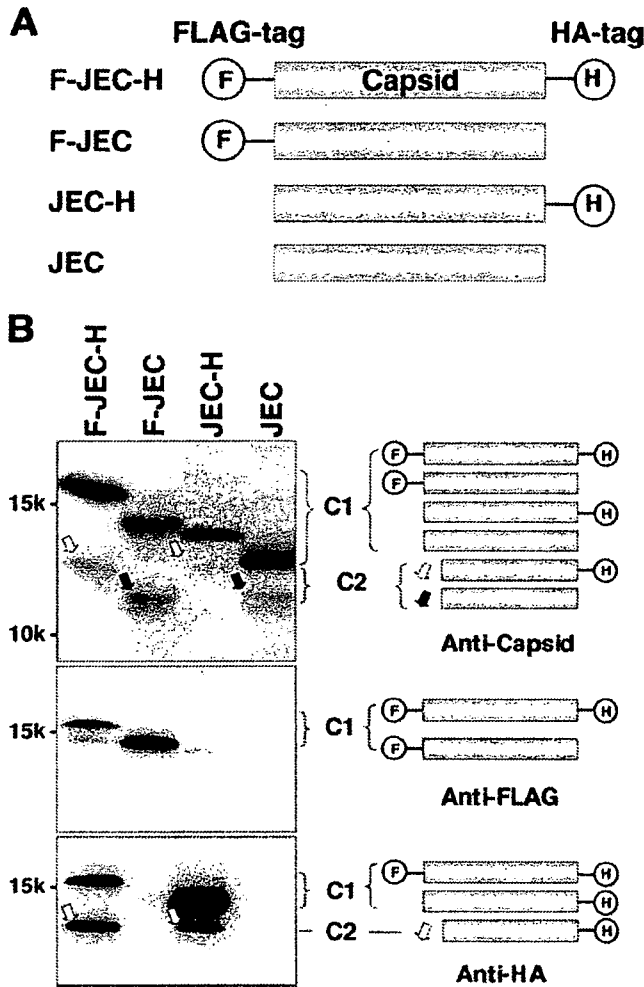 A
FLAG-tag HA-tag
F-JEC-H F Capsid H
F-JEC F
JEC-H H
JEC
B
F-JEC-H F-JEC JEC-H JEC
15k
10k
C1
C2
F H
F
H
H
Anti-Capsid
15k
C1
F H
F
Anti-FLAG
15k
C1
C2
F H
H
H
Anti-HA